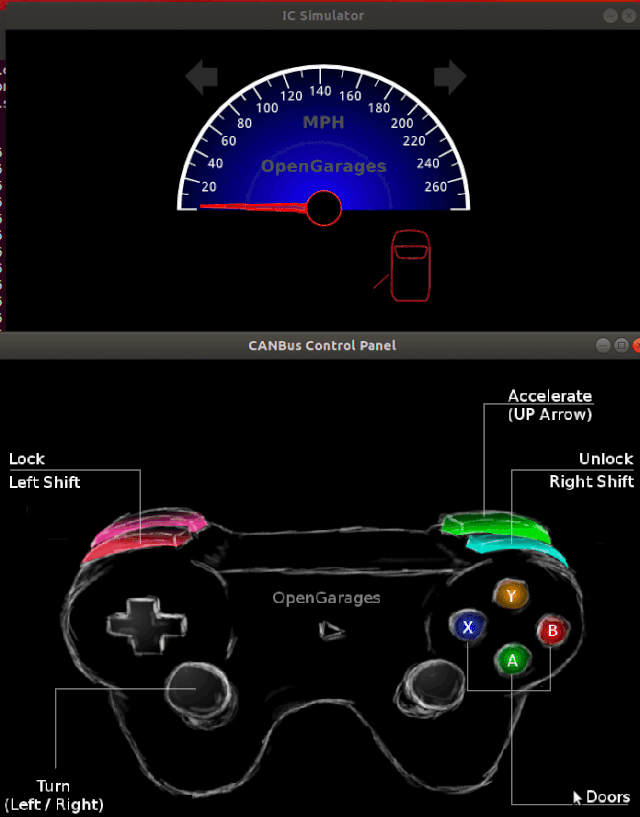 IC Simulator
20
40
60
80
100
120
140
160
180
200
220
240
260
MPH
OpenGarages
CANBus Control Panel
Accelerate
(UP Arrow)
Lock
Left Shift
Unlock
Right Shift
OpenGarages
Y
X
B
A
Turn
(Left / Right)
Doors